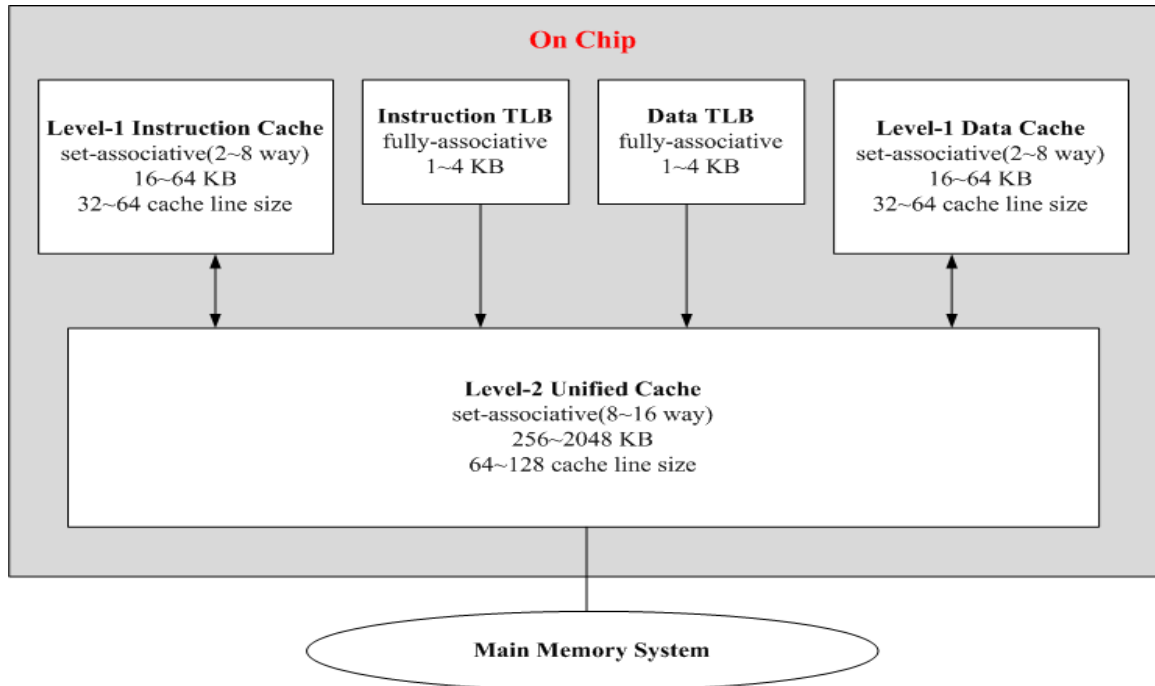 On Chip
Level-1 Instruction Cache
set-associative(2~8 way)
16~64 KB
32~64 cache line size
Instruction TLB
fully-associative
1~4 KB
Data TLB
fully-associative
1~4 KB
Level-1 Data Cache
set-associative(2~8 way)
16~64 KB
32~64 cache line size
Level-2 Unified Cache
set-associative(8~16 way)
256~2048 KB
64~128 cache line size
Main Memory System